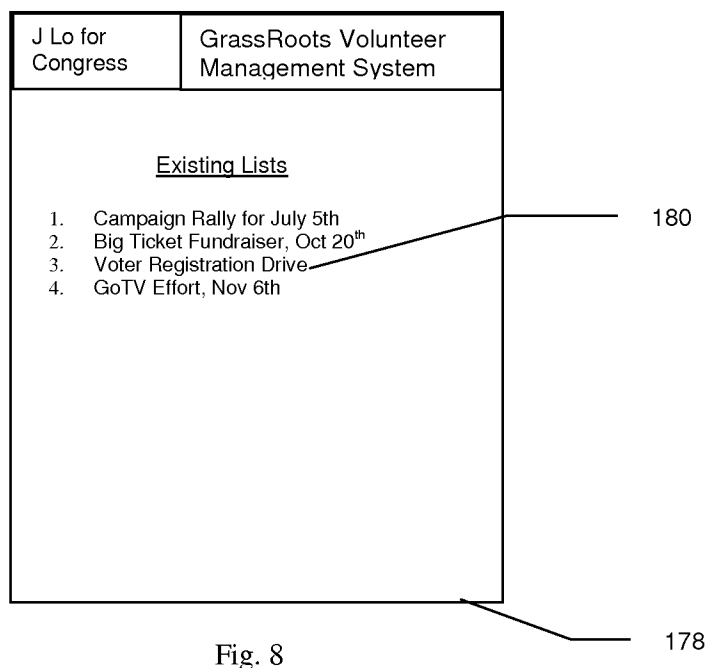 J Lo for
Congress
GrassRoots Volunteer
Management System
Existing Lists
1. Campaign Rally for July 5th
2. Big Ticket Fundraiser, Oct 20th
3. Voter Registration Drive
4. GoTV Effort, Nov 6th
180
178
Fig. 8